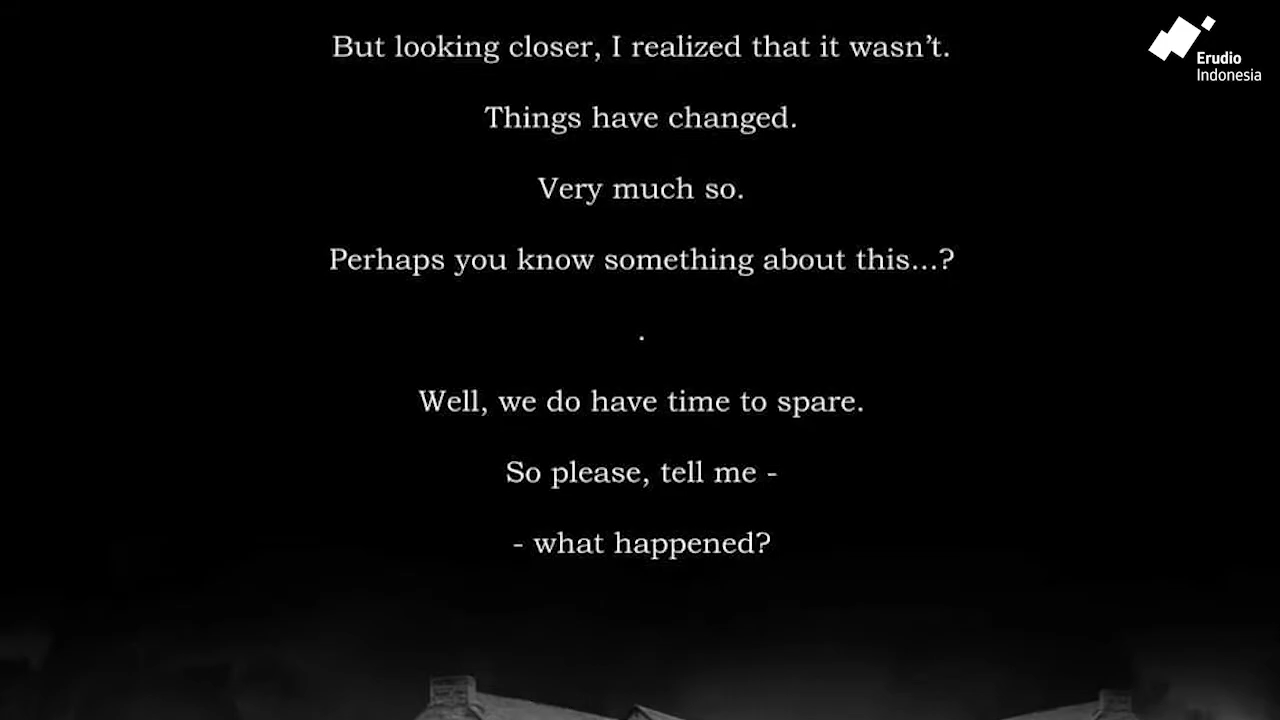 But looking closer, I realized that it wasn’t.
Things have changed.
Very much so.
Perhaps you know something about this...?
.
Well, we do have time to spare.
So please, tell me -
- what happened?
Erudio
Indonesia